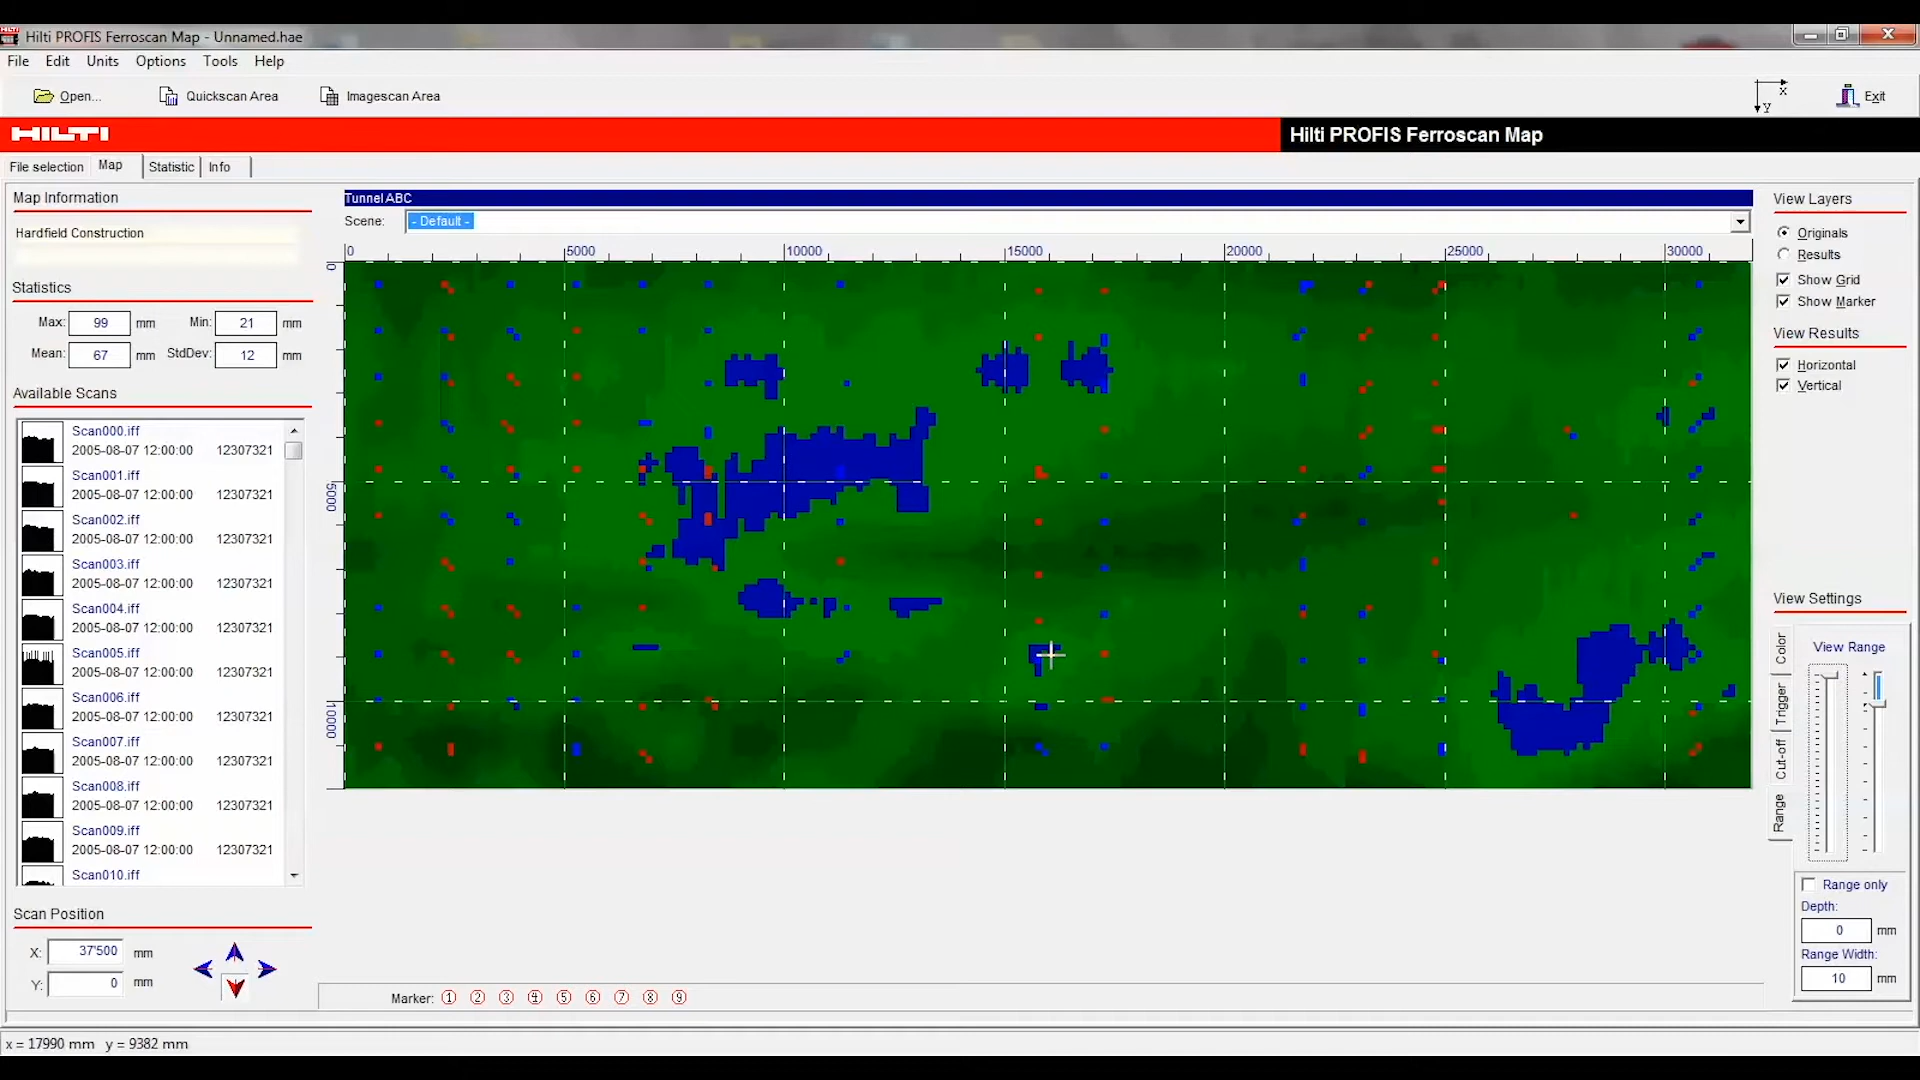 Hilti PROFIS Ferroscan Map - Unnamed.hae
File Edit Units Options Tools Help
Open... Quickscan Area Imagescan Area X Y Exit
HILTI Hilti PROFIS Ferroscan Map
File selection Map Statistic Info
Map Information
Hardfield Construction
Statistics
Max: 99 mm Min: 21 mm
Mean: 67 mm StdDev: 12 mm
Available Scans
Scan000.iff
2005-08-07 12:00:00 12307321
Scan001.iff
2005-08-07 12:00:00 12307321
Scan002.iff
2005-08-07 12:00:00 12307321
Scan003.iff
2005-08-07 12:00:00 12307321
Scan004.iff
2005-08-07 12:00:00 12307321
Scan005.iff
2005-08-07 12:00:00 12307321
Scan006.iff
2005-08-07 12:00:00 12307321
Scan007.iff
2005-08-07 12:00:00 12307321
Scan008.iff
2005-08-07 12:00:00 12307321
Scan009.iff
2005-08-07 12:00:00 12307321
Scan010.iff
Scan Position
X: 37'500 mm
Y: 0 mm
Tunnel ABC
Scene: - Default -
0 5000 10000 15000 20000 25000 30000
0
5000
10000
Marker: ① ② ③ ④ ⑤ ⑥ ⑦ ⑧ ⑨
View Layers
Originals
Results
Show Grid
Show Marker
View Results
Horizontal
Vertical
View Settings
Color
Trigger
Cut-off
Range
View Range
Range only
Depth:
0 mm
Range Width:
10 mm
x = 17990 mm y = 9382 mm